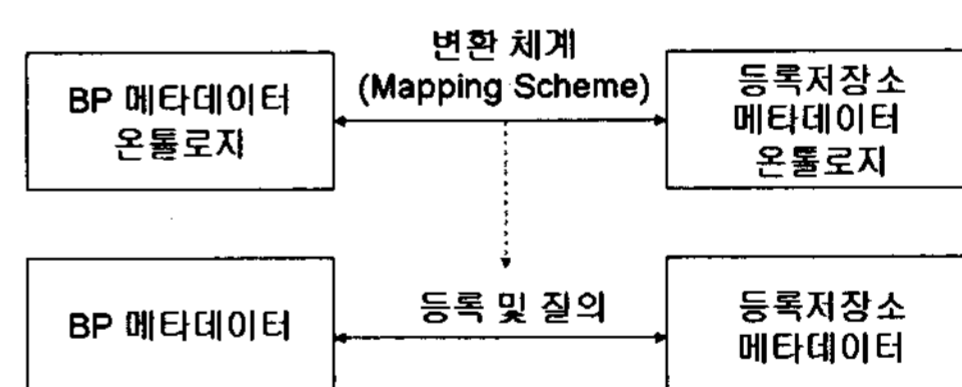 변환 체계
(Mapping Scheme)
BP 메타데이터
온톨로지
등록저장소
메타데이터
온톨로지
등록 및 질의
BP 메타데이터
등록저장소
메타데이터